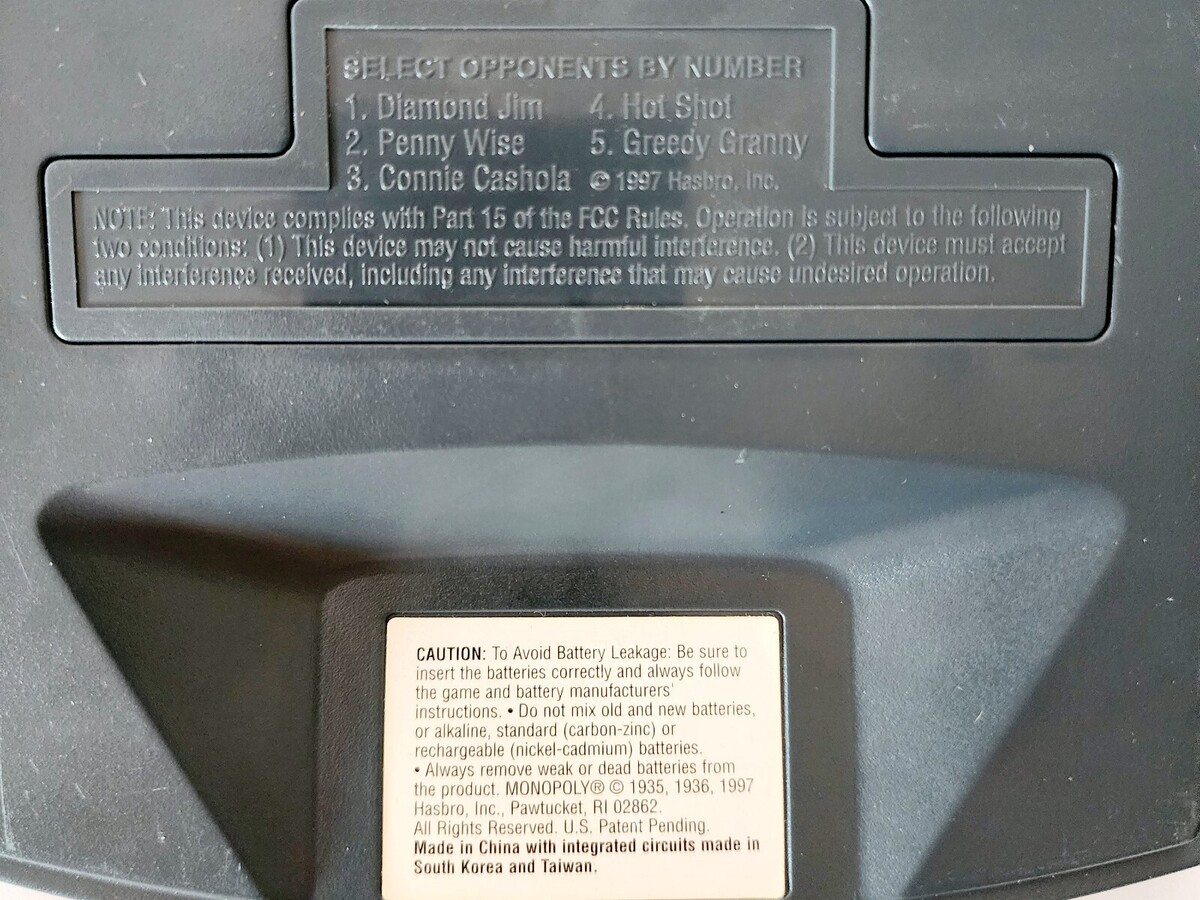 SELECT OPPONENTS BY NUMBER
1. Diamond Jim 4. Hot Shot
2. Penny Wise 5. Greedy Granny
3. Connie Cashola © 1997 Hasbro, Inc.
NOTE: This device complies with Part 15 of the FCC Rules. Operation is subject to the following
two conditions: (1) This device may not cause harmful interference. (2) This device must accept
any interference received, including any interference that may cause undesired operation.
CAUTION: To Avoid Battery Leakage: Be sure to
insert the batteries correctly and always follow
the game and battery manufacturers'
instructions. • Do not mix old and new batteries,
or alkaline, standard (carbon-zinc) or
rechargeable (nickel-cadmium) batteries.
• Always remove weak or dead batteries from
the product. MONOPOLY® © 1935, 1936, 1997
Hasbro, Inc., Pawtucket, RI 02862.
All Rights Reserved. U.S. Patent Pending.
Made in China with integrated circuits made in
South Korea and Taiwan.